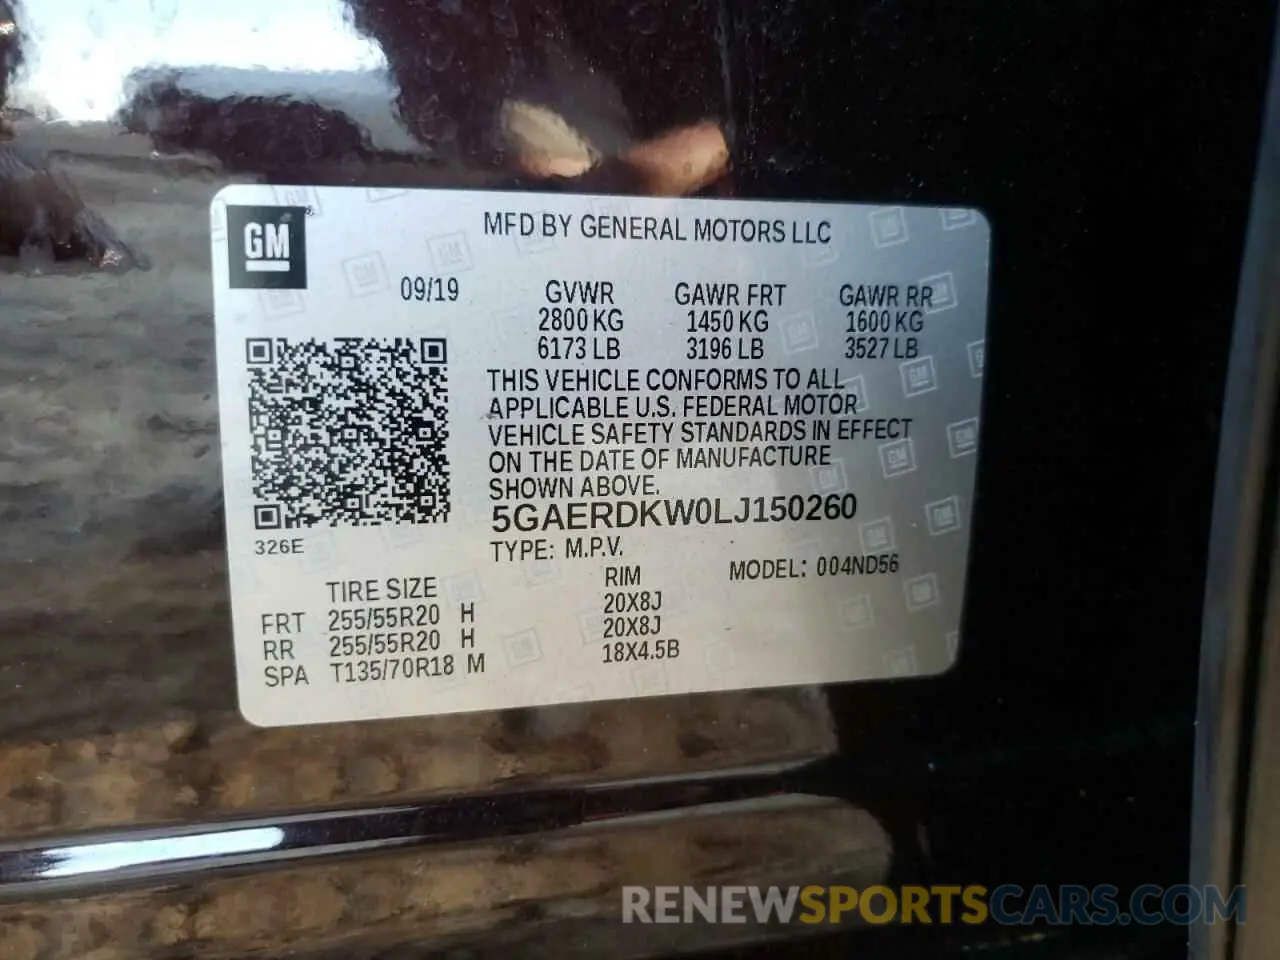 GM
MFD BY GENERAL MOTORS LLC
09/19
GVWR GAWR FRT GAWR RR
2800 KG 1450 KG 1600 KG
6173 LB 3196 LB 3527 LB
THIS VEHICLE CONFORMS TO ALL
APPLICABLE U.S. FEDERAL MOTOR
VEHICLE SAFETY STANDARDS IN EFFECT
ON THE DATE OF MANUFACTURE
SHOWN ABOVE.
5GAERDKW0LJ150260
326E
TYPE: M.P.V. MODEL: 004ND56
TIRE SIZE RIM
FRT 255/55R20 H 20X8J
RR 255/55R20 H 20X8J
SPA T135/70R18 M 18X4.5B
RENEWSPORTSCARS.COM